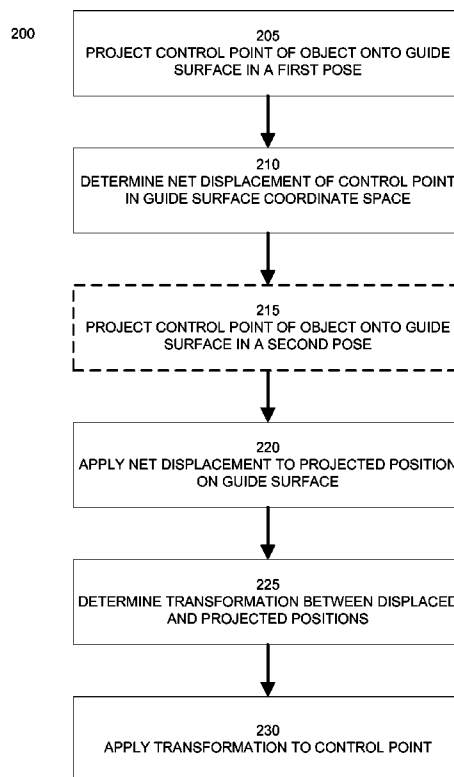 200
205
PROJECT CONTROL POINT OF OBJECT ONTO GUIDE
SURFACE IN A FIRST POSE
210
DETERMINE NET DISPLACEMENT OF CONTROL POINT
IN GUIDE SURFACE COORDINATE SPACE
215
PROJECT CONTROL POINT OF OBJECT ONTO GUIDE
SURFACE IN A SECOND POSE
220
APPLY NET DISPLACEMENT TO PROJECTED POSITION
ON GUIDE SURFACE
225
DETERMINE TRANSFORMATION BETWEEN DISPLACED
AND PROJECTED POSITIONS
230
APPLY TRANSFORMATION TO CONTROL POINT